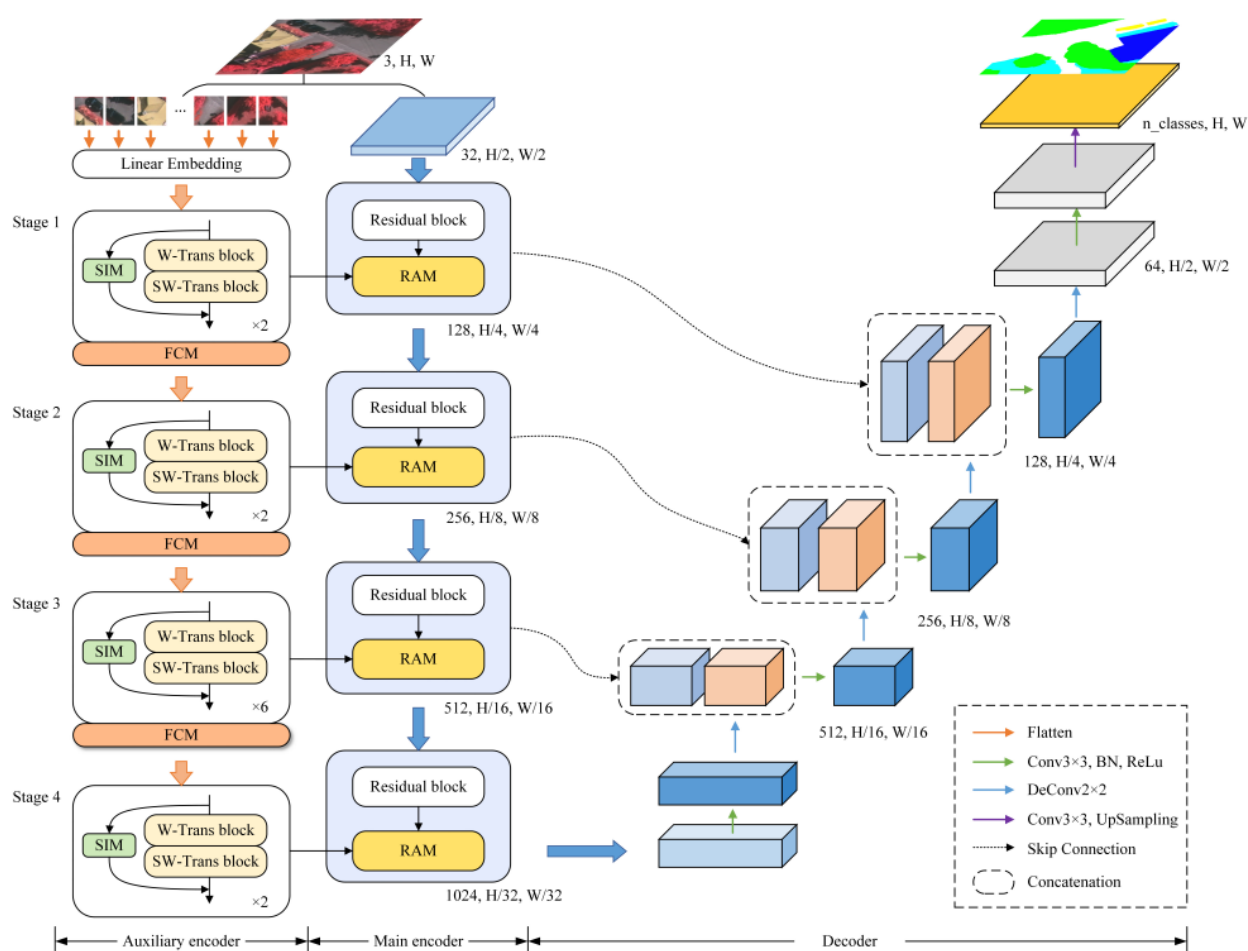 3, H, W
...
Linear Embedding
32, H/2, W/2
Stage 1
SIM
W-Trans block
SW-Trans block
×2
FCM
Residual block
RAM
128, H/4, W/4
Stage 2
SIM
W-Trans block
SW-Trans block
×2
FCM
Residual block
RAM
256, H/8, W/8
Stage 3
SIM
W-Trans block
SW-Trans block
×6
FCM
Residual block
RAM
512, H/16, W/16
Stage 4
SIM
W-Trans block
SW-Trans block
×2
Residual block
RAM
1024, H/32, W/32
n_classes, H, W
64, H/2, W/2
128, H/4, W/4
256, H/8, W/8
512, H/16, W/16
Flatten
Conv3×3, BN, ReLu
DeConv2×2
Conv3×3, UpSampling
Skip Connection
Concatenation
Auxiliary encoder
Main encoder
Decoder